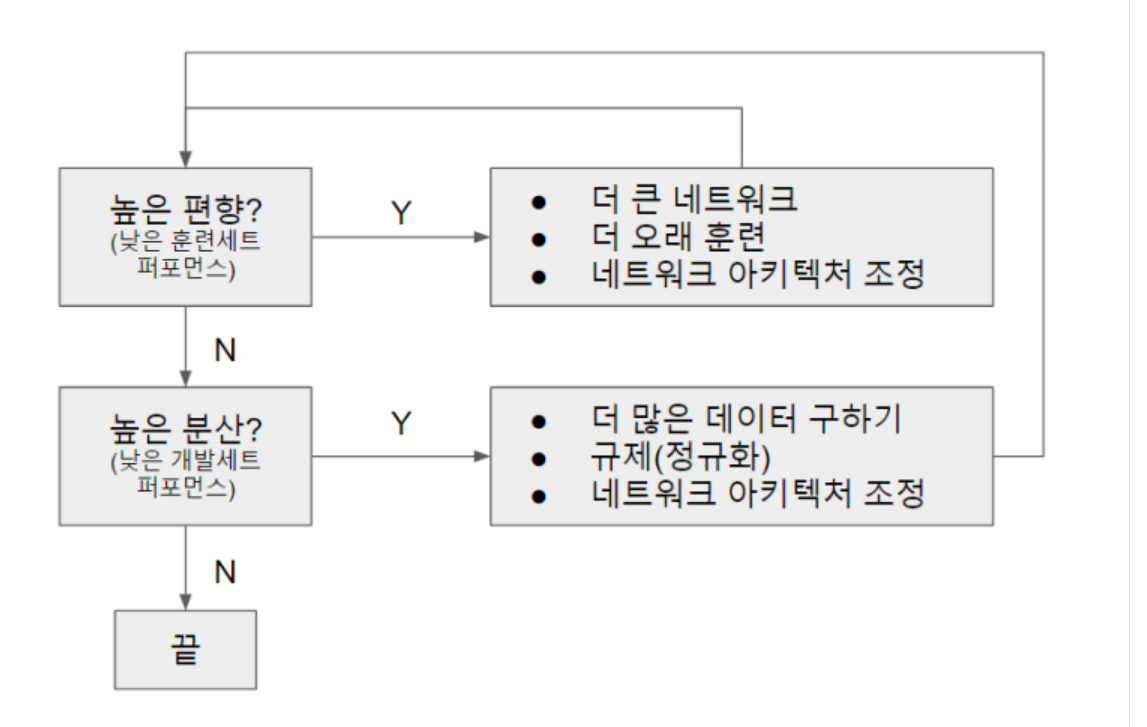 높은 편향?
(낮은 훈련세트
퍼포먼스)
Y
● 더 큰 네트워크
● 더 오래 훈련
● 네트워크 아키텍처 조정
N
높은 분산?
(낮은 개발세트
퍼포먼스)
Y
● 더 많은 데이터 구하기
● 규제(정규화)
● 네트워크 아키텍처 조정
N
끝